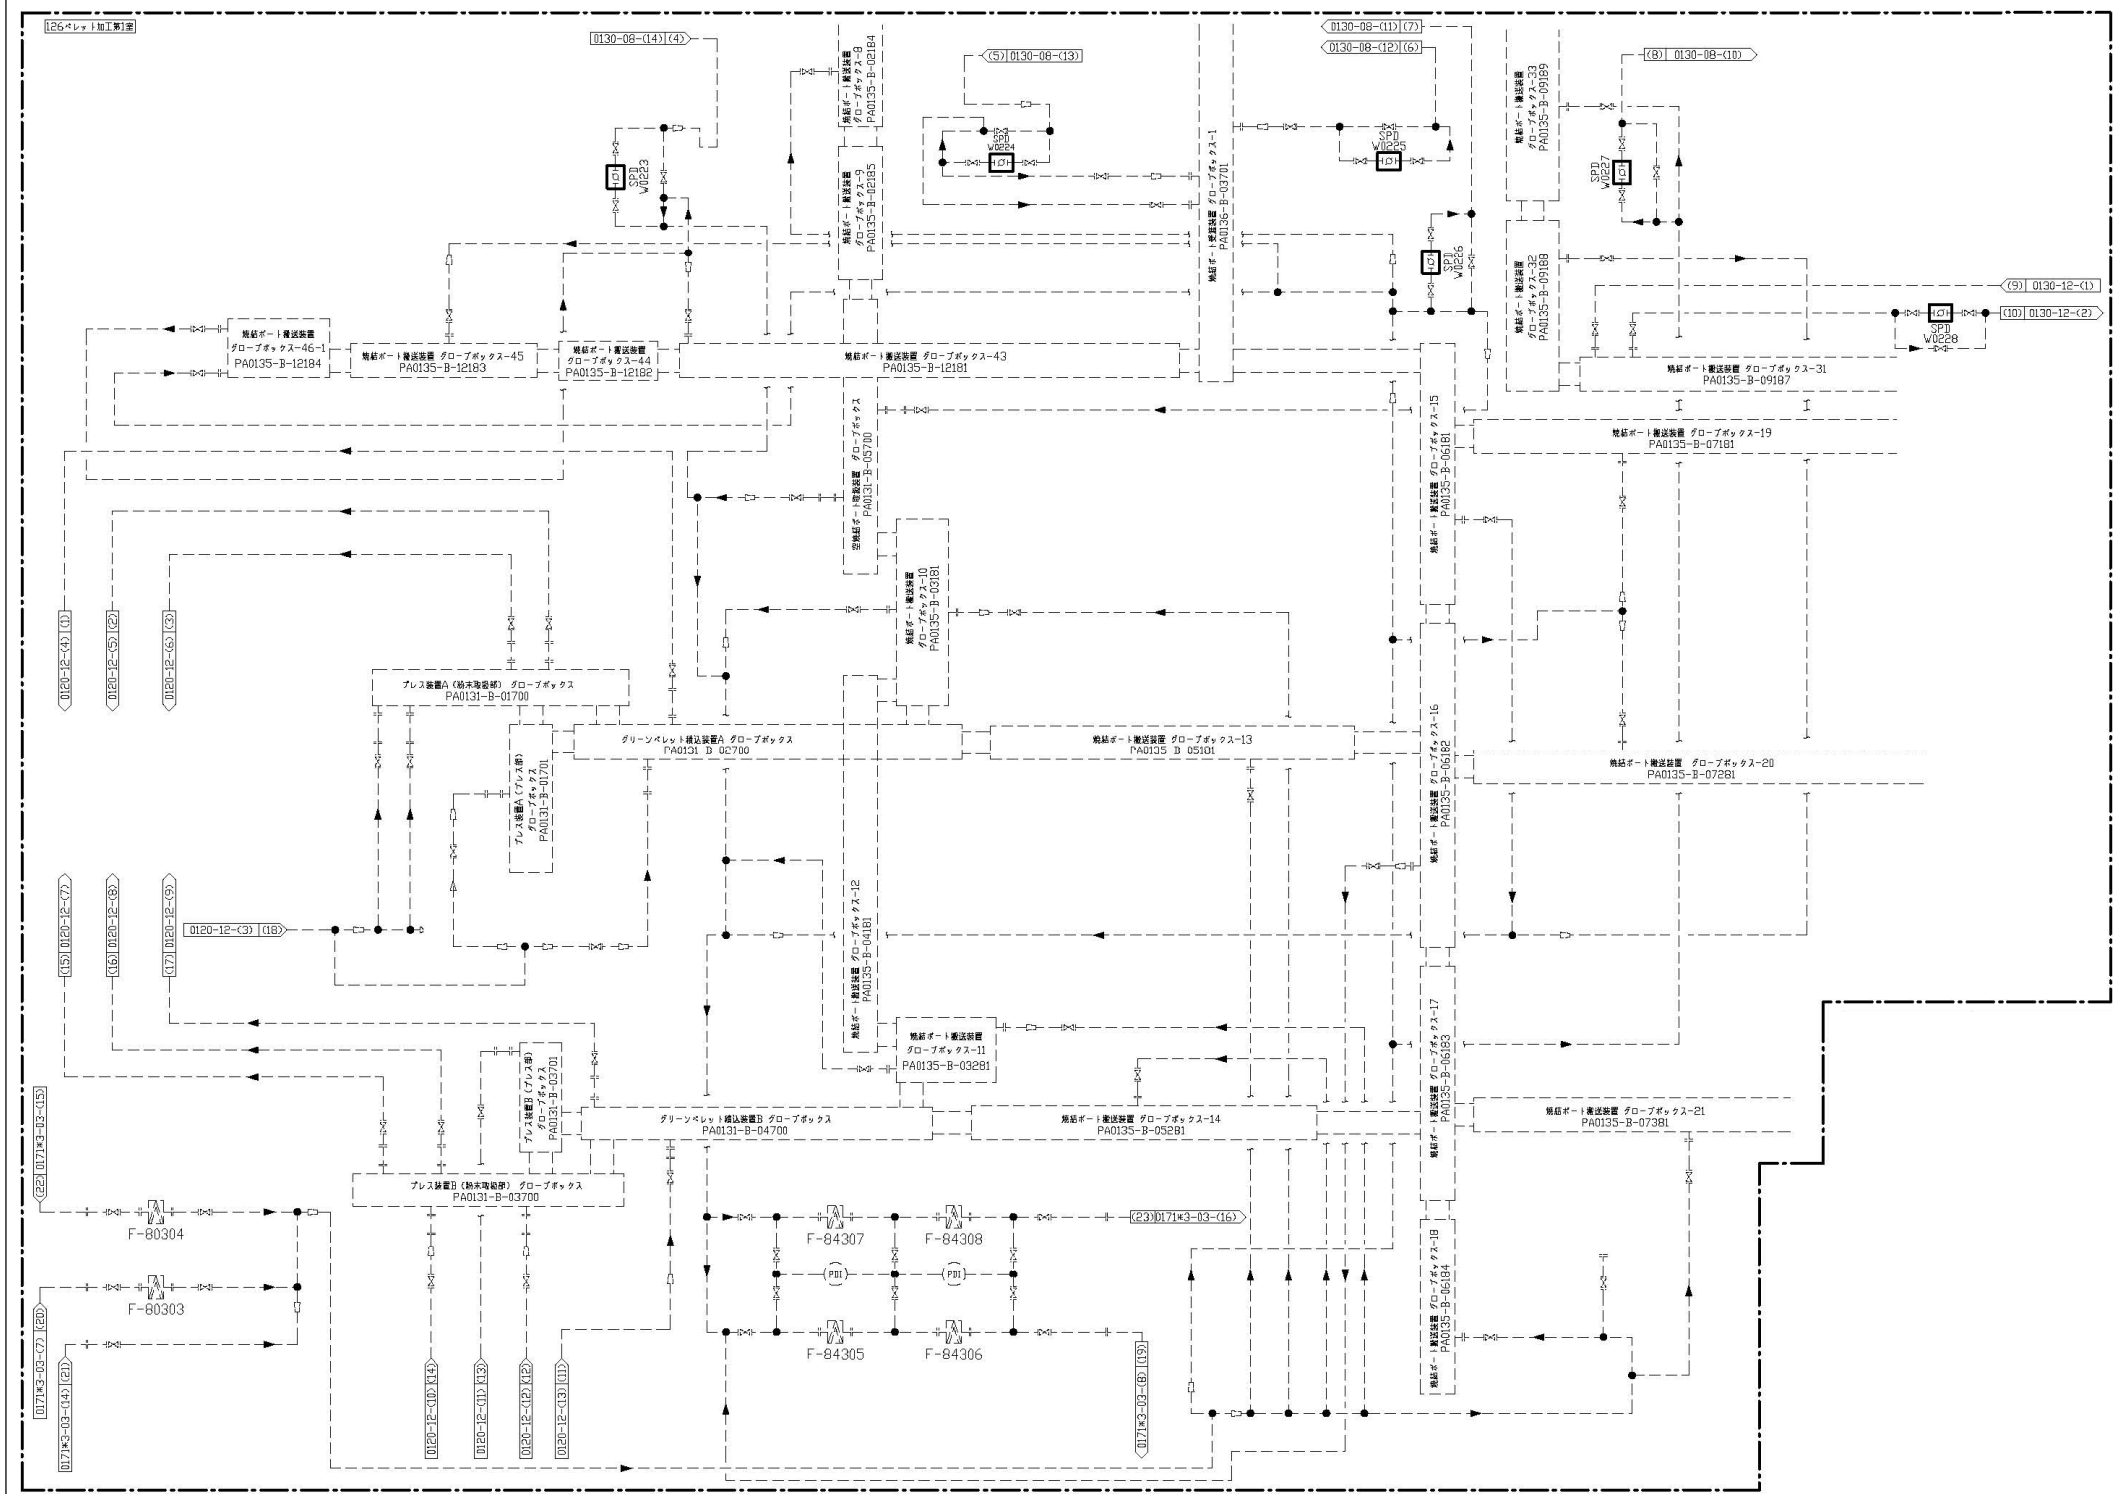 126ペレット加工第1室
0130-08-(14) (4)
(5) 0130-08-(13)
0130-08-(11) (7)
0130-08-(12) (6)
(8) 0130-08-(10)
(9) 0130-12-(1)
(10) 0130-12-(2)
SPD
W0223
SPD
W0224
SPD
W0225
SPD
W0226
SPD
W0227
SPD
W0228
焼結ボート搬送装置
グローブボックス-8
PA0135-B-02184
焼結ボート搬送装置
グローブボックス-9
PA0135-B-02185
焼結ボート受渡装置 グローブボックス-1
PA0136-B-03701
焼結ボート搬送装置
グローブボックス-33
PA0135-B-09189
焼結ボート搬送装置
グローブボックス-32
PA0135-B-09188
焼結ボート搬送装置
グローブボックス-46-1
PA0135-B-12184
焼結ボート搬送装置 グローブボックス-45
PA0135-B-12183
焼結ボート搬送装置
グローブボックス-44
PA0135-B-12182
焼結ボート搬送装置 グローブボックス-43
PA0135-B-12181
焼結ボート搬送装置 グローブボックス-31
PA0135-B-09187
焼結ボート搬送装置 グローブボックス-19
PA0135-B-07181
空焼結ボート取扱装置 グローブボックス
PA0131-B-05700
焼結ボート搬送装置 グローブボックス-15
PA0135-B-06181
焼結ボート搬送装置
グローブボックス-10
PA0135-B-03181
0120-12-(4) (1)
0120-12-(5) (2)
0120-12-(6) (3)
プレス装置A(粉末取扱部) グローブボックス
PA0131-B-01700
プレス装置A(プレス部)
グローブボックス
PA0131-B-01701
グリーンペレット積込装置A グローブボックス
PA0131-B-02700
焼結ボート搬送装置 グローブボックス-13
PA0135-B-05181
焼結ボート搬送装置 グローブボックス-16
PA0135-B-06182
焼結ボート搬送装置 グローブボックス-20
PA0135-B-07281
焼結ボート搬送装置 グローブボックス-12
PA0135-B-04181
(15) 0120-12-(7)
(16) 0120-12-(8)
(17) 0120-12-(9)
0120-12-(3) (18)
プレス装置B(プレス部)
グローブボックス
PA0131-B-03701
焼結ボート搬送装置
グローブボックス-11
PA0135-B-03281
焼結ボート搬送装置 グローブボックス-17
PA0135-B-06183
グリーンペレット積込装置B グローブボックス
PA0131-B-04700
焼結ボート搬送装置 グローブボックス-14
PA0135-B-05281
焼結ボート搬送装置 グローブボックス-21
PA0135-B-07381
プレス装置B(粉末取扱部) グローブボックス
PA0131-B-03700
焼結ボート搬送装置 グローブボックス-18
PA0135-B-06184
(22) 0171*3-03-(15)
F-80304
F-80303
0171*3-03-(7) (20)
0171*3-03-(14) (21)
F-84307
F-84308
(23) 0171*3-03-(16)
PDI
PDI
F-84305
F-84306
0120-12-(10) (14)
0120-12-(11) (13)
0120-12-(12) (12)
0120-12-(13) (11)
0171*3-03-(8) (19)